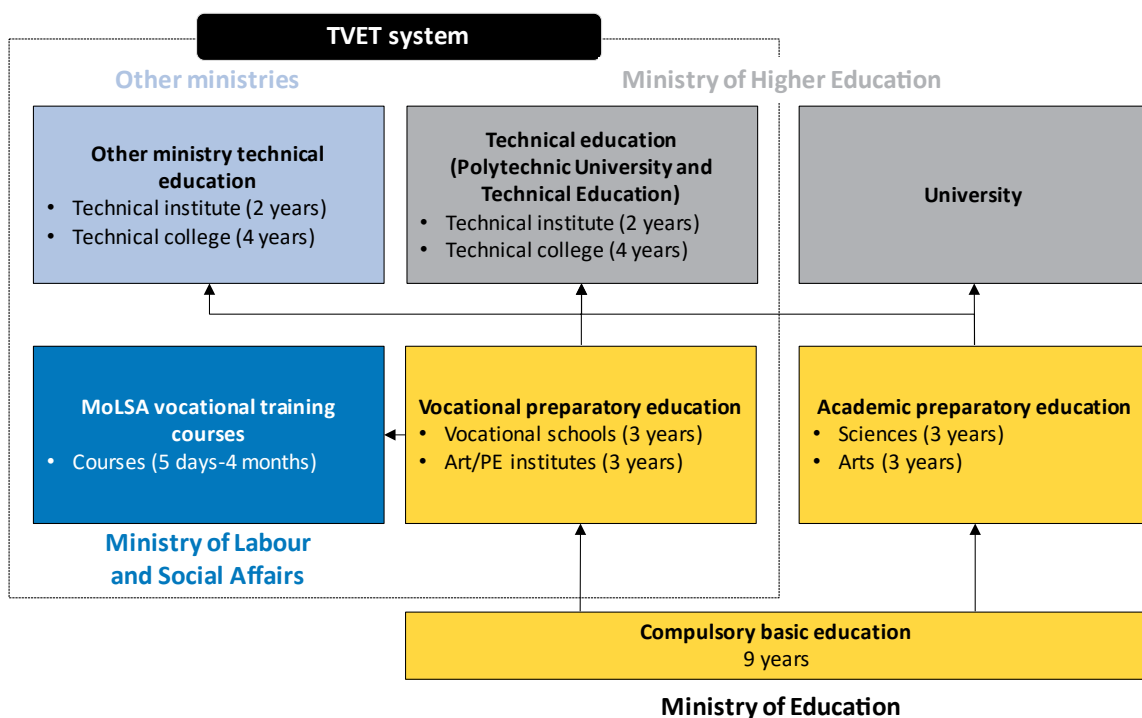 TVET system
Other ministries
Ministry of Higher Education
Other ministry technical
education
• Technical institute (2 years)
• Technical college (4 years)
Technical education
(Polytechnic University and
Technical Education)
• Technical institute (2 years)
• Technical college (4 years)
University
MoLSA vocational training
courses
• Courses (5 days-4 months)
Vocational preparatory education
• Vocational schools (3 years)
• Art/PE institutes (3 years)
Academic preparatory education
• Sciences (3 years)
• Arts (3 years)
Ministry of Labour
and Social Affairs
Compulsory basic education
9 years
Ministry of Education